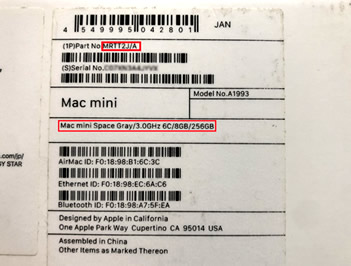 4 549995 042801 JAN
(1P)Part No.MRTT2J/A
(S)Serial No.
Model No.A1993
Mac mini
Mac mini Space Gray/3.0GHz 6C/8GB/256GB
AirMac ID: F0:18:98:B1:6C:3C
Ethernet ID: F0:18:98:EC:6A:C6
Bluetooth ID: F0:18:98:A7:5F:EA
Designed by Apple in California
One Apple Park Way Cupertino CA 95014 USA
Assembled in China
Other Items as Marked Thereon
.com/jp/
GY STAR